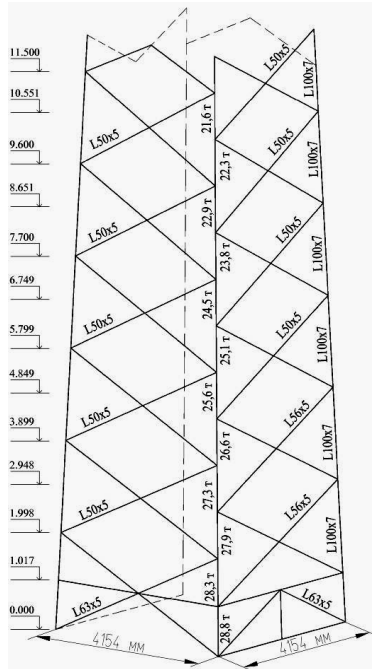 11.500
10.551
9.600
8.651
7.700
6.749
5.799
4.849
3.899
2.948
1.998
1.017
0.000
L50x5
L50x5
L50x5
L50x5
L50x5
L63x5
21,6 т
22,3 т
22,9 т
23,8 т
24,5 т
25,1 т
25,6 т
26,6 т
27,3 т
27,9 т
28,3 т
28,8 т
L50x5
L50x5
L50x5
L50x5
L56x5
L56x5
L63x5
L100x7
L100x7
L100x7
L100x7
L100x7
L100x7
4154 мм
4154 мм